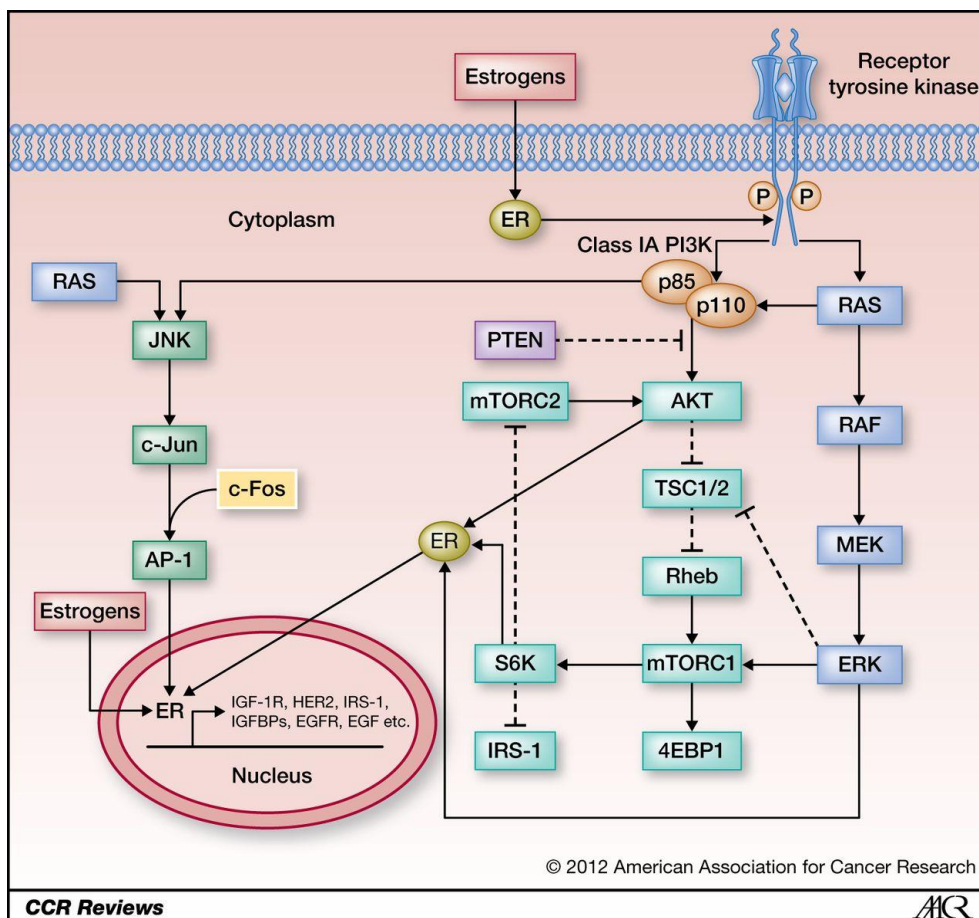 Estrogens
Receptor
tyrosine kinase
P
P
Cytoplasm
ER
Class IA PI3K
p85
p110
RAS
RAS
JNK
PTEN
mTORC2
AKT
RAF
c-Jun
c-Fos
TSC1/2
ER
MEK
AP-1
Rheb
Estrogens
S6K
mTORC1
ERK
ER
IGF-1R, HER2, IRS-1,
IGFBPs, EGFR, EGF etc.
IRS-1
4EBP1
Nucleus
© 2012 American Association for Cancer Research
CCR Reviews
AACR